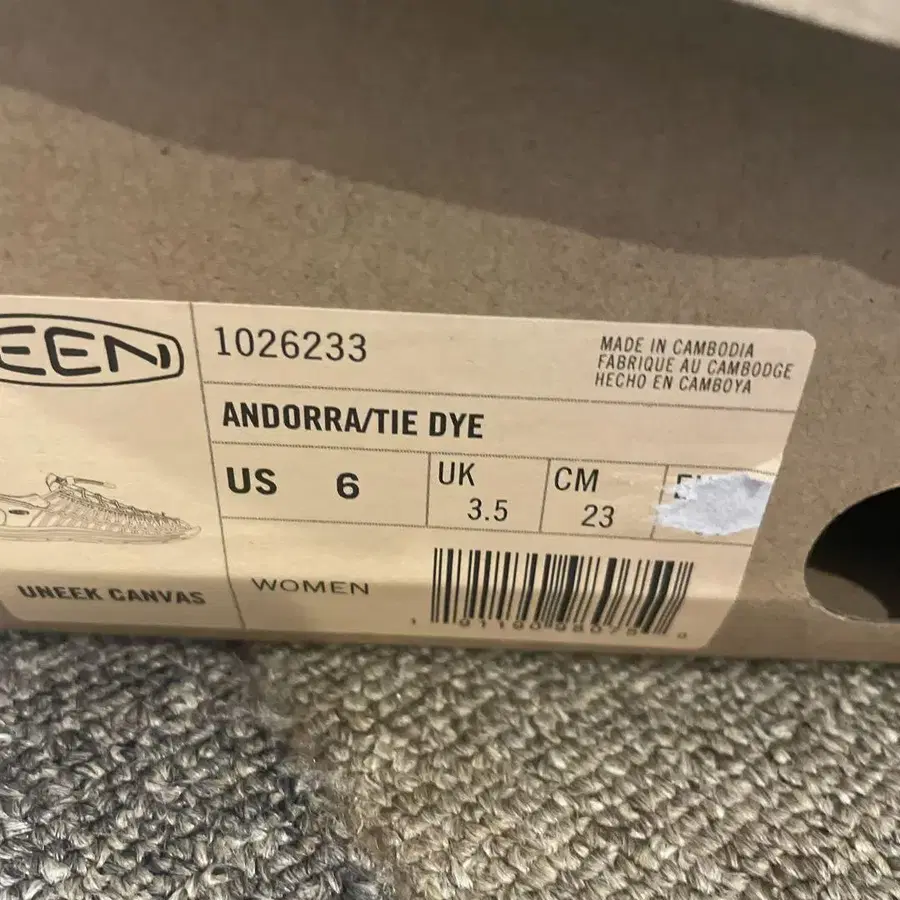 EEN
1026233
MADE IN CAMBODIA
FABRIQUE AU CAMBODGE
HECHO EN CAMBOYA
ANDORRA/TIE DYE
US 6
UK 3.5
CM 23
UNEEK CANVAS
WOMEN